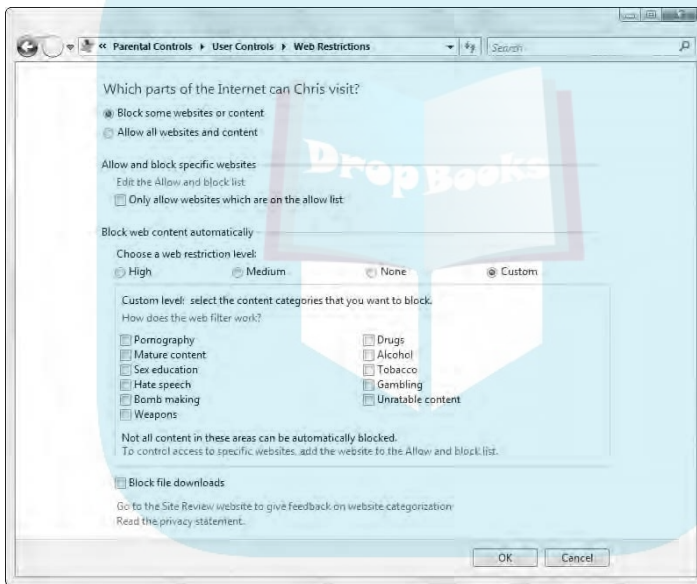 « Parental Controls ▸ User Controls ▸ Web Restrictions
Search
Which parts of the Internet can Chris visit?
Block some websites or content
Allow all websites and content
Allow and block specific websites
Edit the Allow and block list
Only allow websites which are on the allow list
Block web content automatically
Choose a web restriction level:
High Medium None Custom
Custom level: select the content categories that you want to block.
How does the web filter work?
Pornography Drugs
Mature content Alcohol
Sex education Tobacco
Hate speech Gambling
Bomb making Unratable content
Weapons
Not all content in these areas can be automatically blocked.
To control access to specific websites, add the website to the Allow and block list.
Block file downloads
Go to the Site Review website to give feedback on website categorization
Read the privacy statement.
OK Cancel
Drop Books